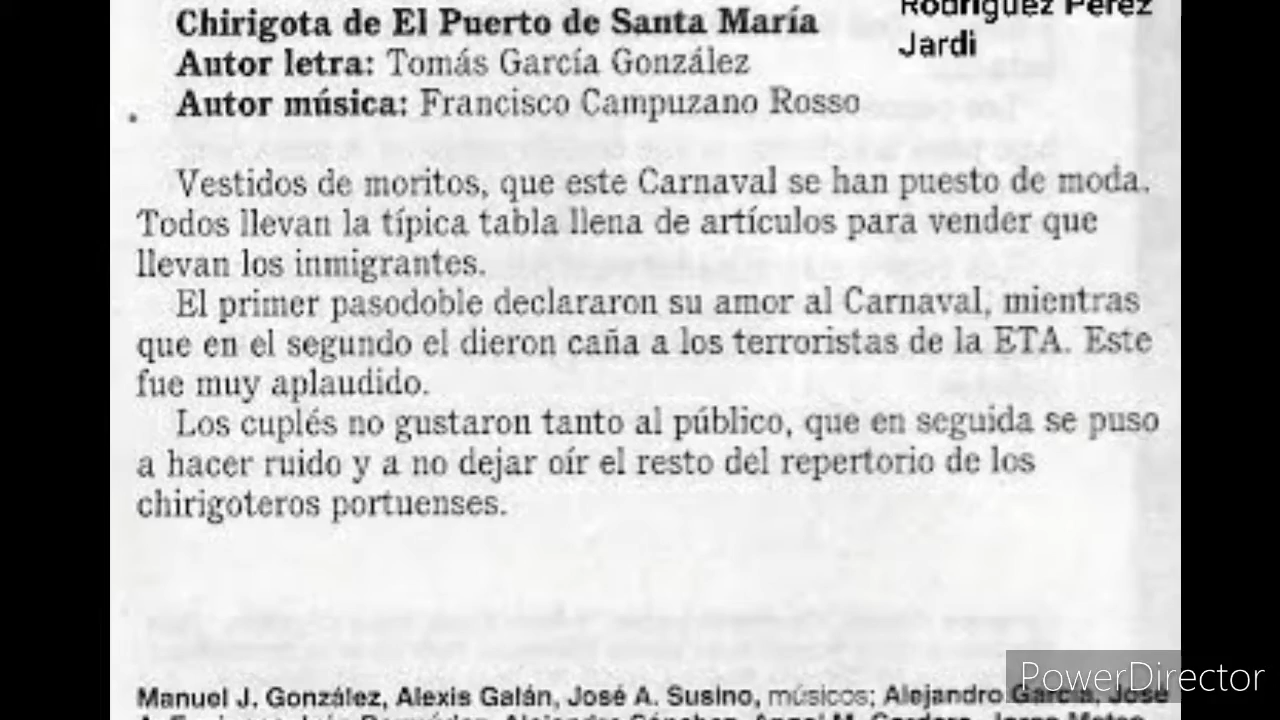 Rodríguez Pérez
Chirigota de El Puerto de Santa María
Jardi
Autor letra: Tomás García González
Autor música: Francisco Campuzano Rosso
Vestidos de moritos, que este Carnaval se han puesto de moda.
Todos llevan la típica tabla llena de artículos para vender que
llevan los inmigrantes.
El primer pasodoble declararon su amor al Carnaval, mientras
que en el segundo el dieron caña a los terroristas de la ETA. Este
fue muy aplaudido.
Los cuplés no gustaron tanto al público, que en seguida se puso
a hacer ruido y a no dejar oír el resto del repertorio de los
chirigoteros portuenses.
PowerDirector
Manuel J. González, Alexis Galán, José A. Susino, músicos; Alejandro García, José